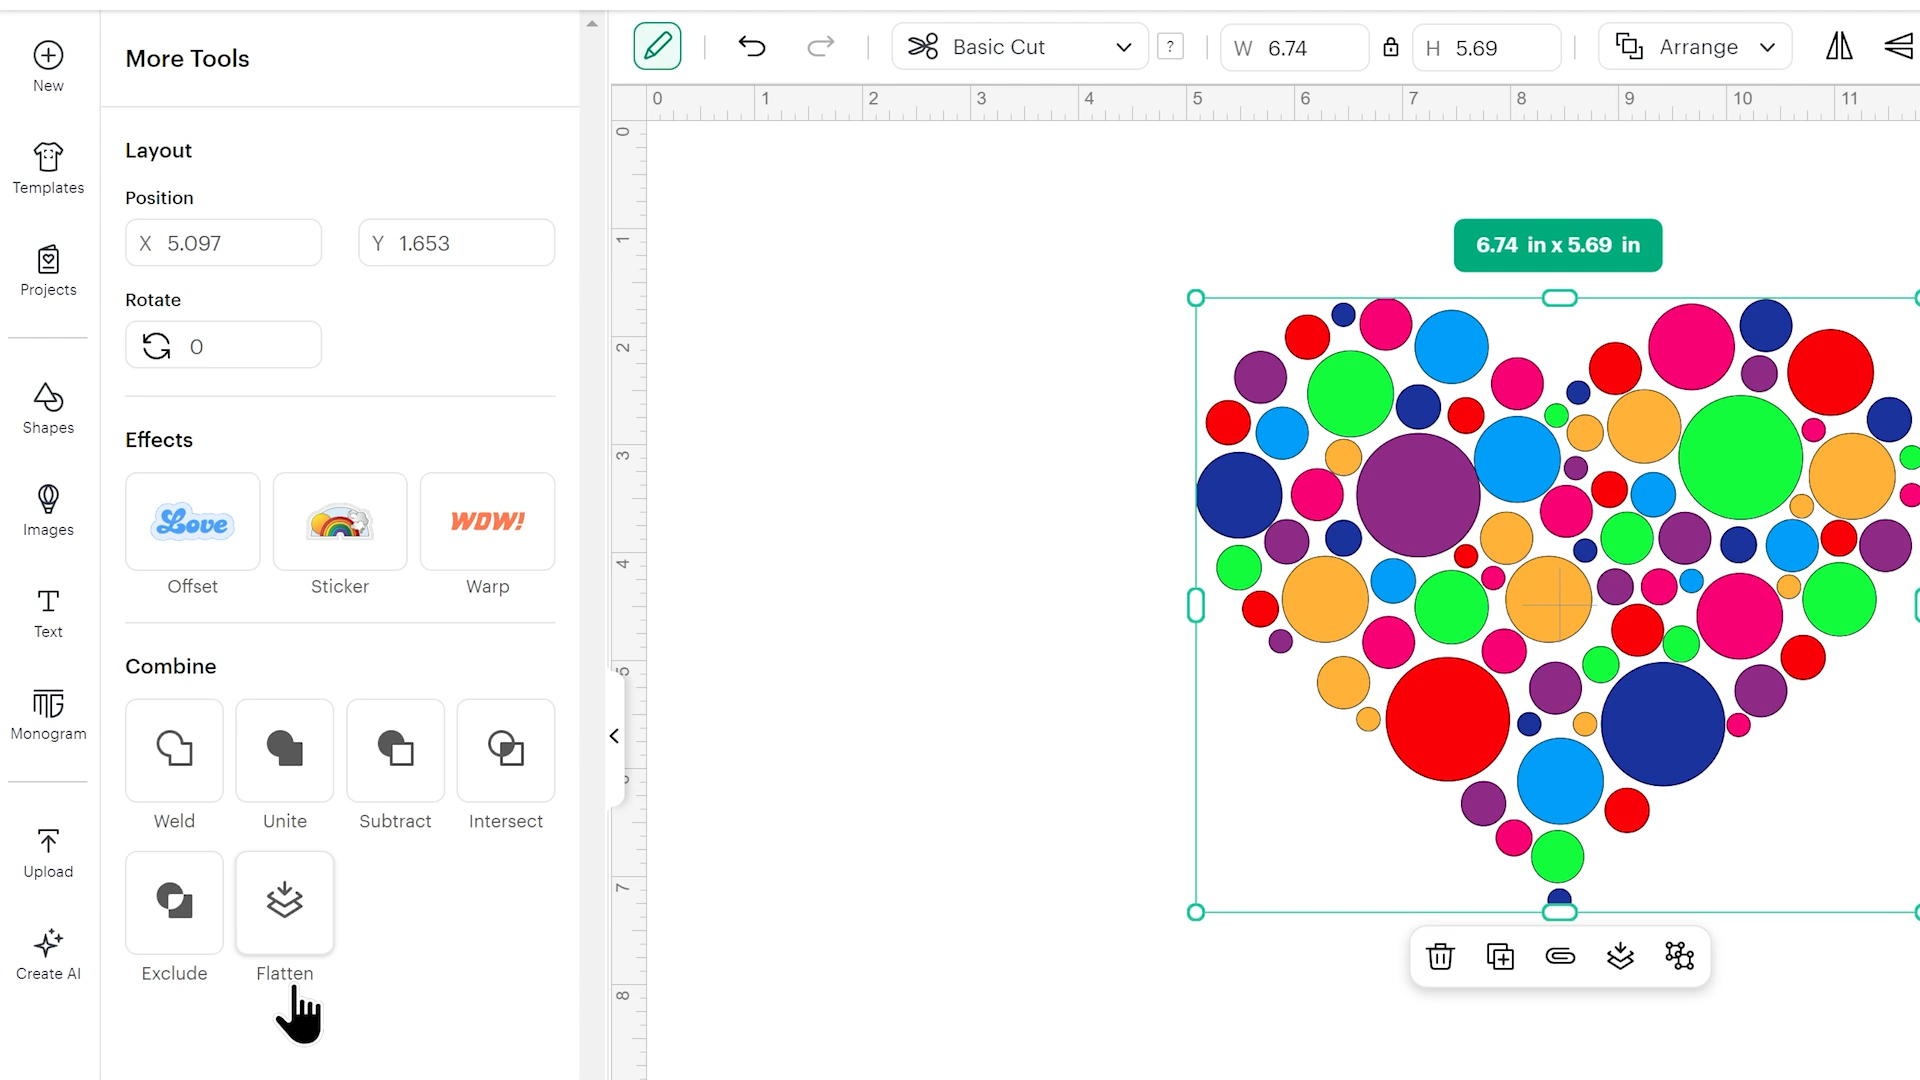 New
Templates
Projects
Shapes
Images
Text
MG
Monogram
Upload
Create AI
More Tools
Layout
Position
X 5.097
Y 1.653
Rotate
0
Effects
Love
WOW!
Offset
Sticker
Warp
Combine
Weld
Unite
Subtract
Intersect
Exclude
Flatten
Basic Cut
?
W 6.74
H 5.69
Arrange
0 1 2 3 4 5 6 7 8 9 10 11
0
1
2
3
4
5
7
8
6.74 in x 5.69 in